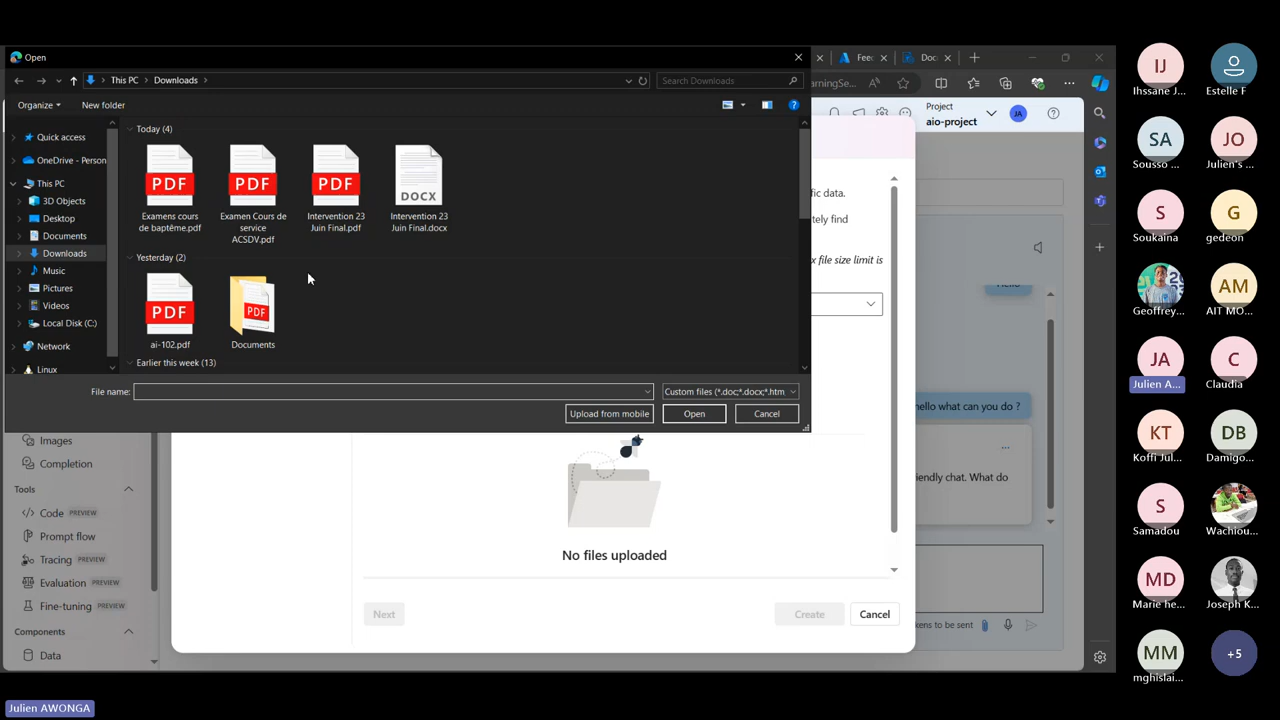 Open
This PC
Downloads
Search Downloads
Organize
New folder
Quick access
OneDrive - Person
This PC
3D Objects
Desktop
Documents
Downloads
Music
Pictures
Videos
Local Disk (C:)
Network
Linux
Today (4)
PDF
PDF
PDF
DOCX
Examens cours
de baptême.pdf
Examen Cours de
service
ACSDV.pdf
Intervention 23
Juin Final.pdf
Intervention 23
Juin Final.docx
Yesterday (2)
PDF
PDF
ai-102.pdf
Documents
Earlier this week (13)
File name:
Custom files (*.doc;*.docx;*.htm
Upload from mobile
Open
Cancel
Fee
Doc
arningSe...
Project
aio-project
JA
fic data.
tely find
x file size limit is
Hello
hello what can you do ?
...
iendly chat. What do
kens to be sent
Images
Completion
Tools
Code PREVIEW
Prompt flow
Tracing PREVIEW
Evaluation PREVIEW
Fine-tuning PREVIEW
Components
Data
No files uploaded
Next
Create
Cancel
IJ
Ihssane J...
Estelle F
SA
Sousso ...
JO
Julien's ...
S
Soukaïna
G
gedeon
Geoffrey...
AM
AIT MO...
JA
Julien A...
C
Claudia
KT
Koffi Jul...
DB
Damigo...
S
Samadou
Wachiou...
MD
Marie he...
Joseph K...
MM
mghislai...
+5
Julien AWONGA